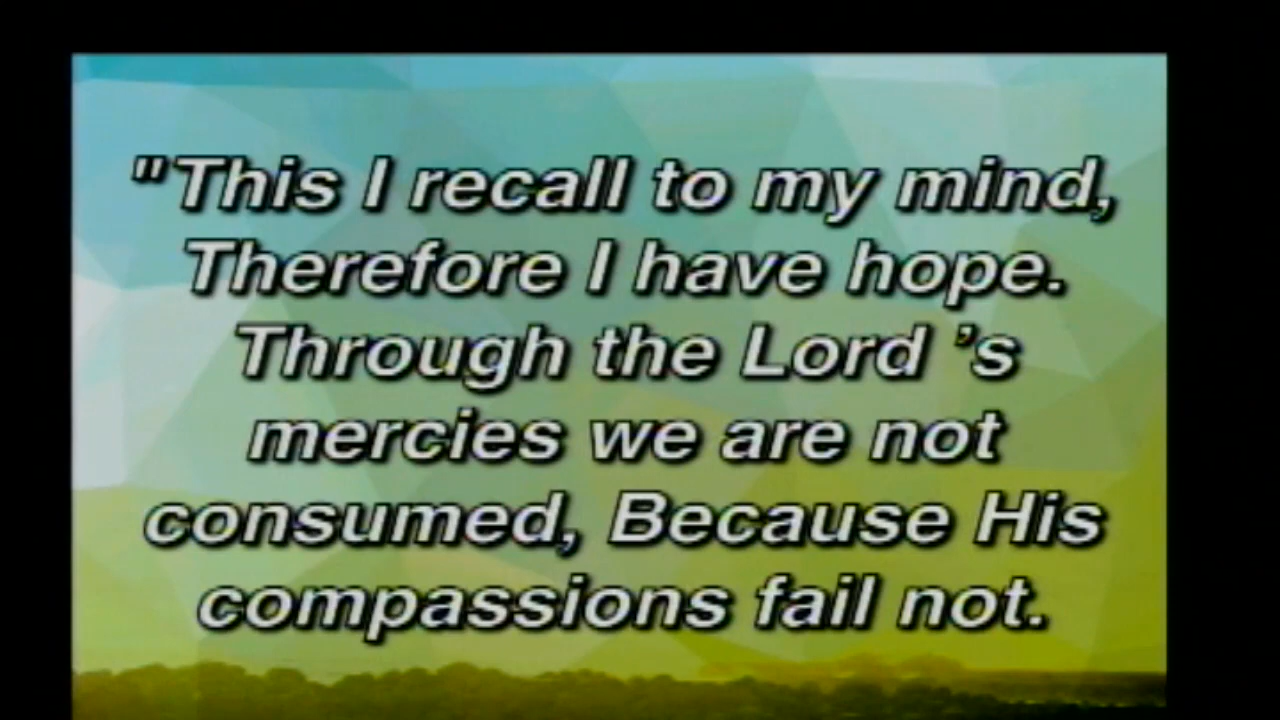 "This I recall to my mind,
Therefore I have hope.
Through the Lord 's
mercies we are not
consumed, Because His
compassions fail not.